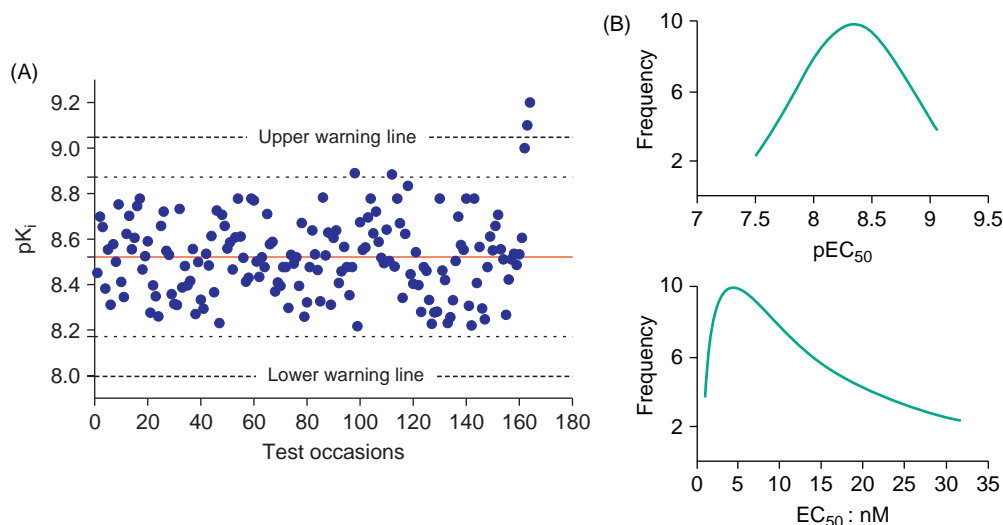 (A)
pKi
9.2
9.0
8.8
8.6
8.4
8.2
8.0
Upper warning line
Lower warning line
0 20 40 60 80 100 120 140 160 180
Test occasions
(B)
Frequency
10
6
2
7 7.5 8 8.5 9 9.5
pEC50
Frequency
10
6
2
0 5 10 15 20 25 30 35
EC50 : nM